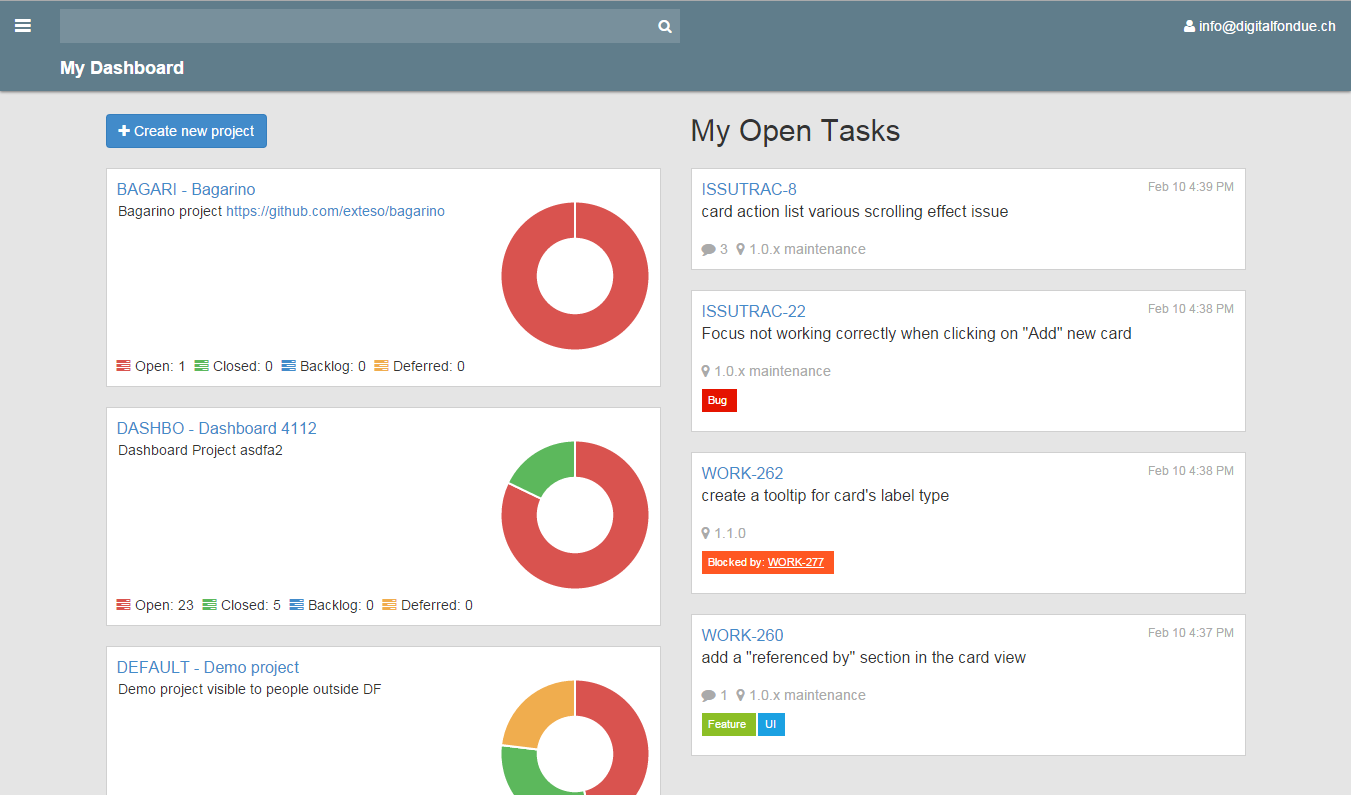 info@digitalfondue.ch
My Dashboard
Create new project
BAGARI - Bagarino
Bagarino project https://github.com/exteso/bagarino
Open: 1 Closed: 0 Backlog: 0 Deferred: 0
DASHBO - Dashboard 4112
Dashboard Project asdfa2
Open: 23 Closed: 5 Backlog: 0 Deferred: 0
DEFAULT - Demo project
Demo project visible to people outside DF
My Open Tasks
ISSUTRAC-8 Feb 10 4:39 PM
card action list various scrolling effect issue
3 1.0.x maintenance
ISSUTRAC-22 Feb 10 4:38 PM
Focus not working correctly when clicking on "Add" new card
1.0.x maintenance
Bug
WORK-262 Feb 10 4:38 PM
create a tooltip for card's label type
1.1.0
Blocked by: WORK-277
WORK-260 Feb 10 4:37 PM
add a "referenced by" section in the card view
1 1.0.x maintenance
Feature UI